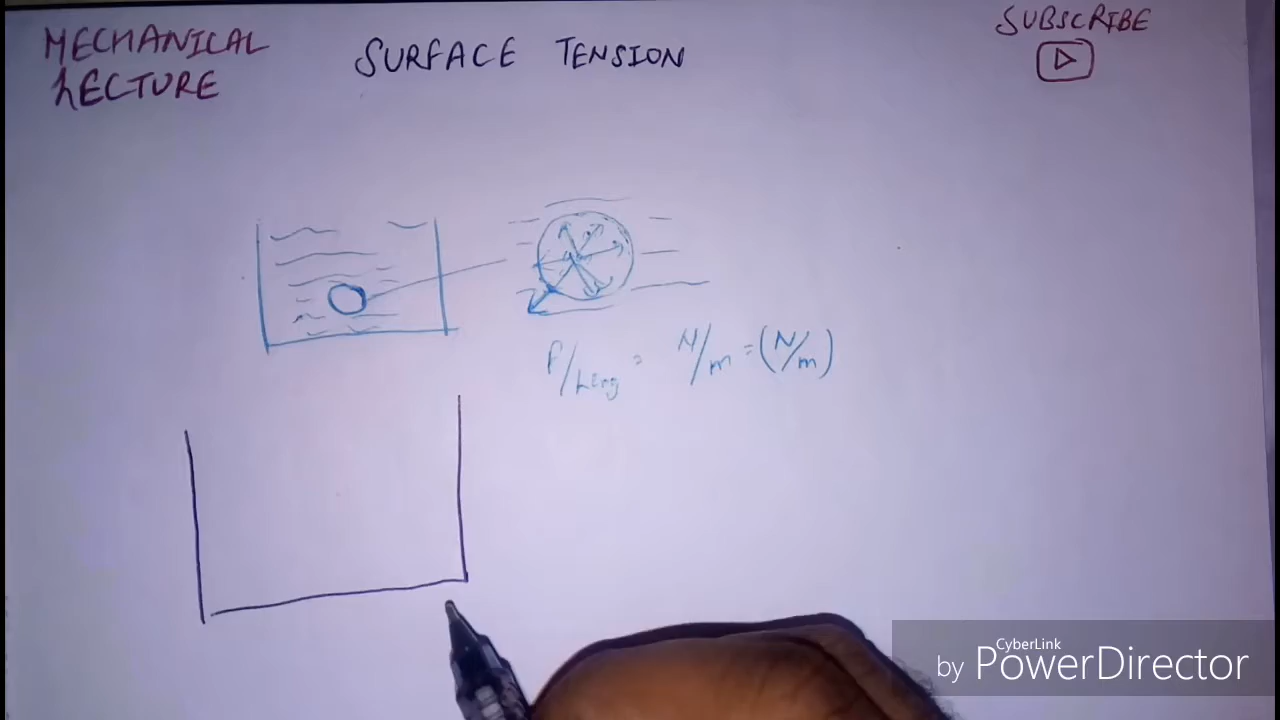 MECHANICAL
LECTURE
SURFACE TENSION
SUBSCRIBE
F/Leng = N/m = (N/m)
CyberLink
by PowerDirector